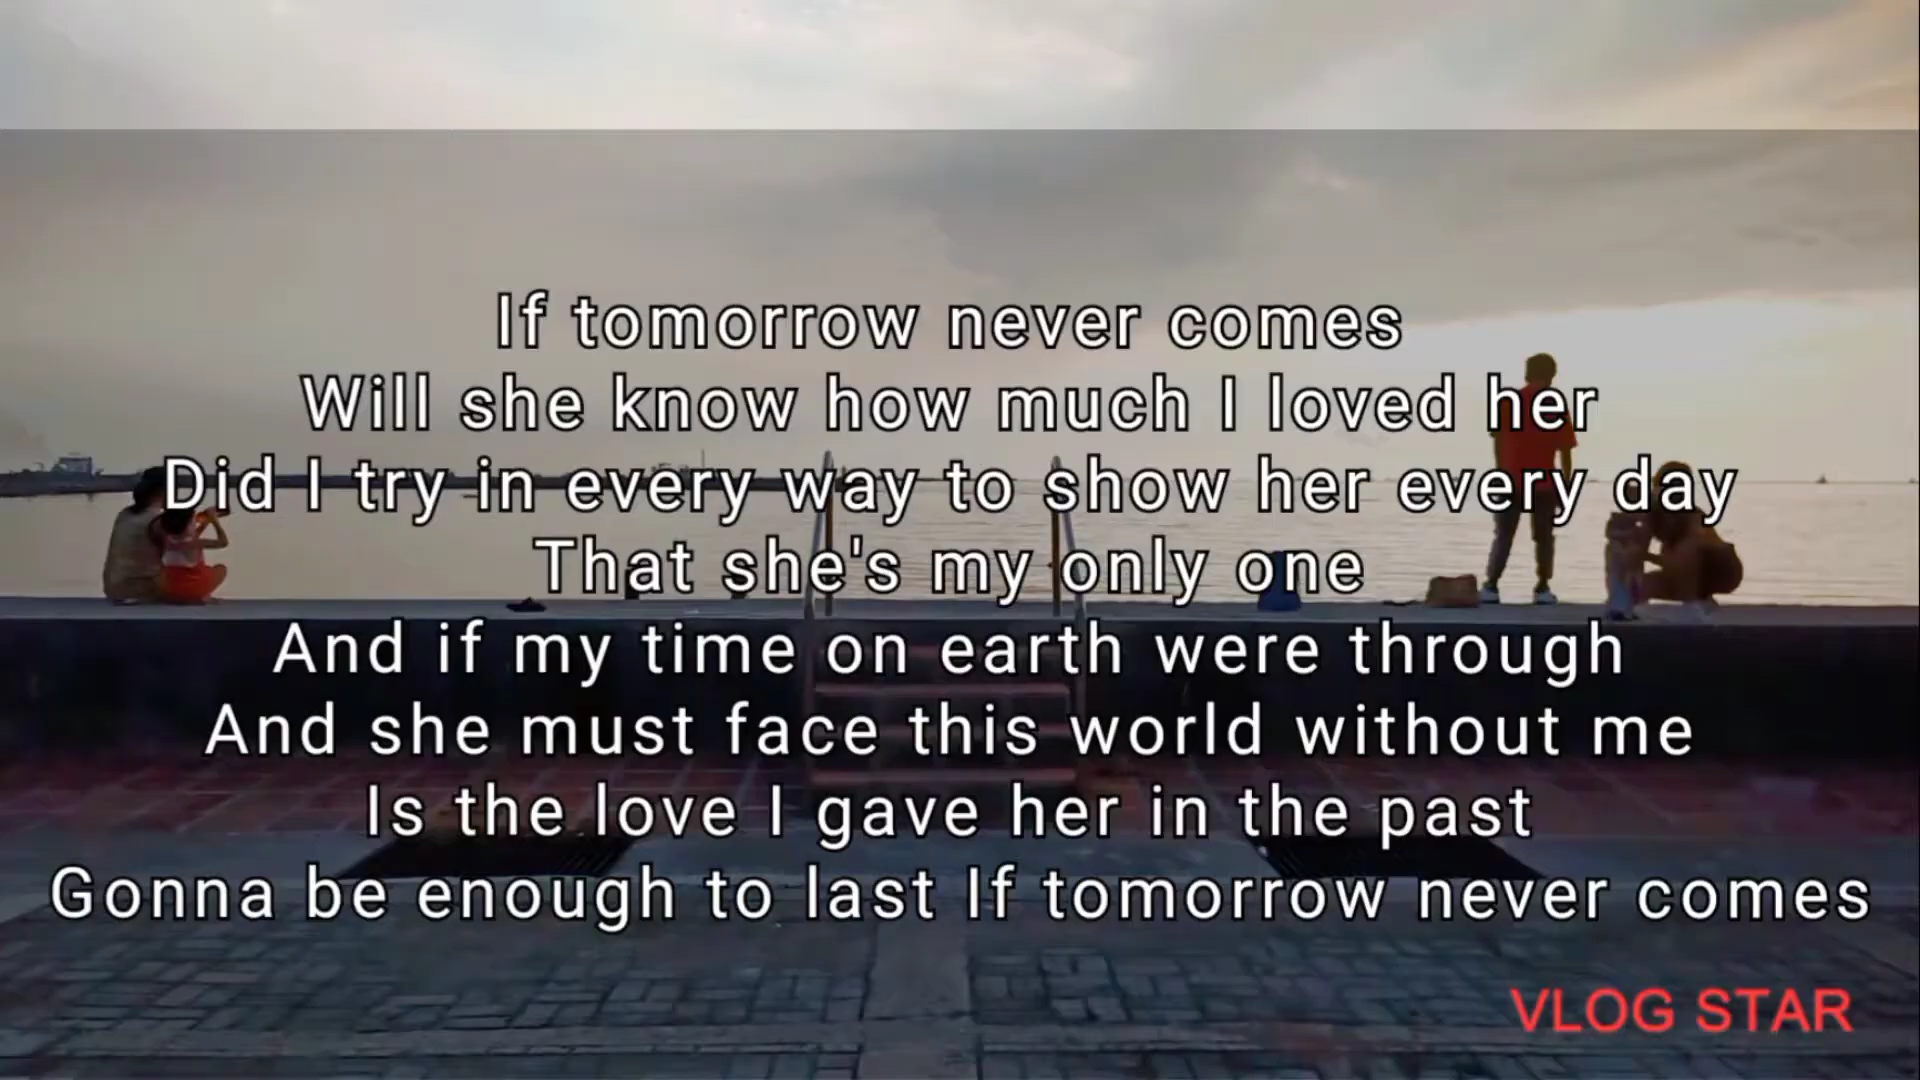 If tomorrow never comes
Will she know how much I loved her
Did I try in every way to show her every day
That she's my only one
And if my time on earth were through
And she must face this world without me
Is the love I gave her in the past
Gonna be enough to last If tomorrow never comes
VLOG STAR